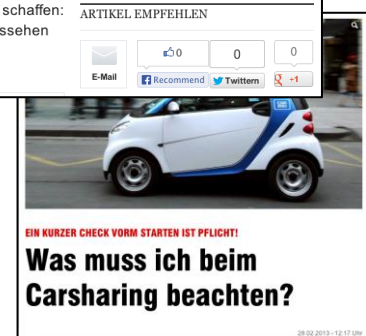 schaffen:
ssehen
ARTIKEL EMPFEHLEN
0
0
0
E-Mail
Recommend
Twittern
+1
EIN KURZER CHECK VORM STARTEN IST PFLICHT!
Was muss ich beim
Carsharing beachten?
28.02.2013 - 12:17 Uhr